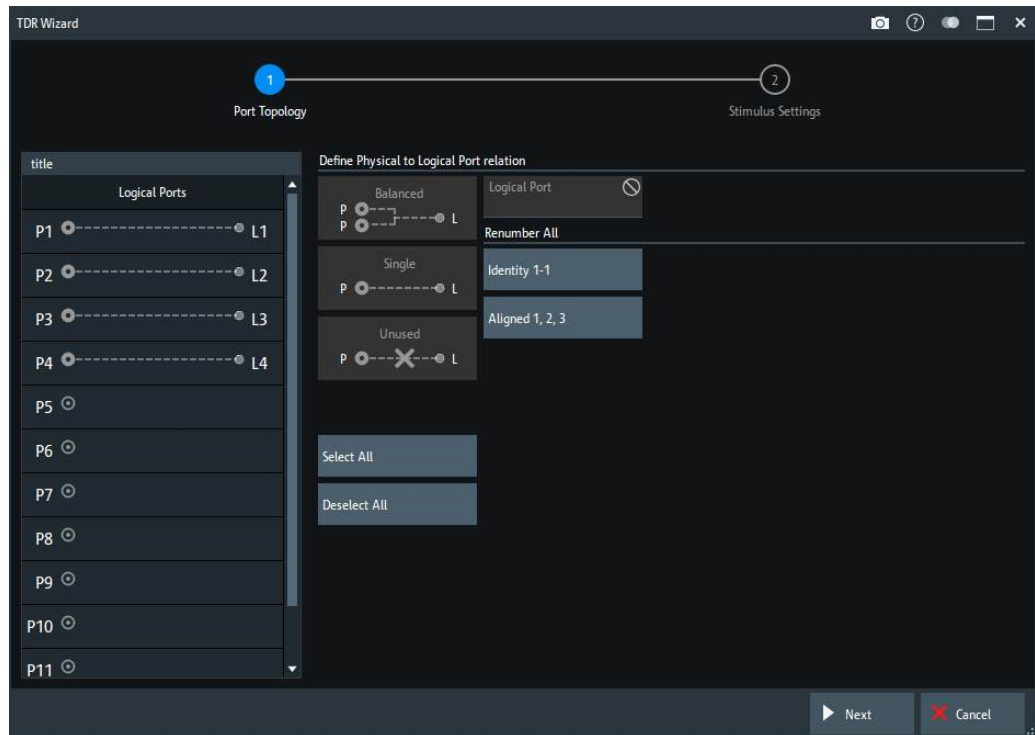 TDR Wizard
1
2
Port Topology
Stimulus Settings
title
Logical Ports
P1 L1
P2 L2
P3 L3
P4 L4
P5
P6
P7
P8
P9
P10
P11
Define Physical to Logical Port relation
Balanced
P
P L
Single
P L
Unused
P L
Logical Port
Renumber All
Identity 1-1
Aligned 1, 2, 3
Select All
Deselect All
Next
Cancel